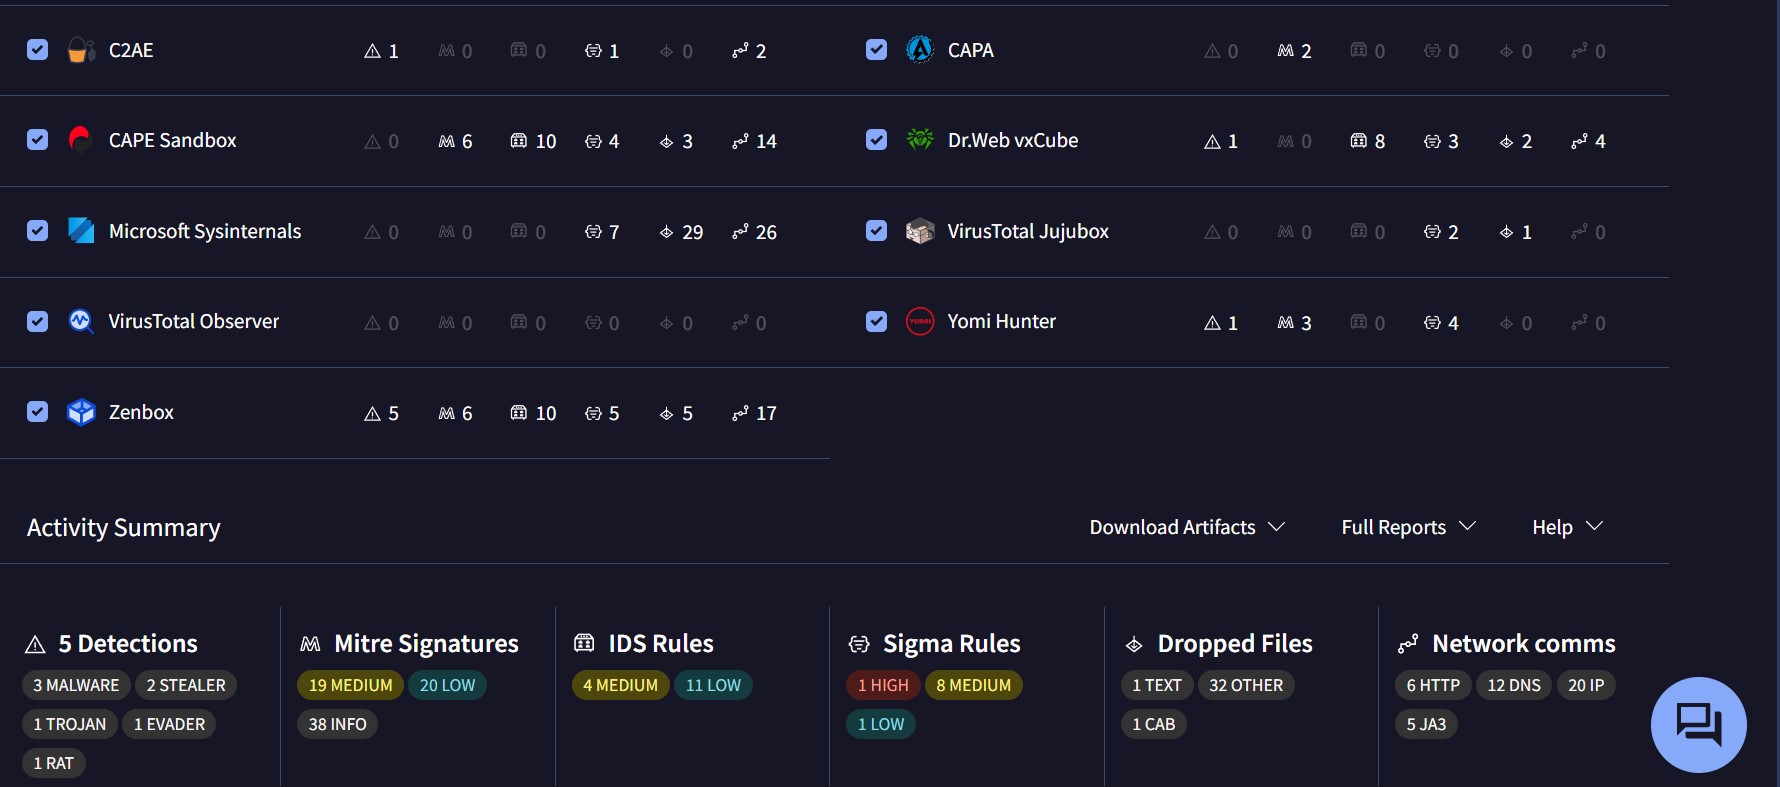 C2AE 1 0 0 1 0 2
CAPA 0 2 0 0 0 0
CAPE Sandbox 0 6 10 4 3 14
Dr.Web vxCube 1 0 8 3 2 4
Microsoft Sysinternals 0 0 0 7 29 26
VirusTotal Jujubox 0 0 0 2 1 0
VirusTotal Observer 0 0 0 0 0 0
YOROI Yomi Hunter 1 3 0 4 0 0
Zenbox 5 6 10 5 5 17
Activity Summary
Download Artifacts Full Reports Help
5 Detections
3 MALWARE 2 STEALER
1 TROJAN 1 EVADER
1 RAT
Mitre Signatures
19 MEDIUM 20 LOW
38 INFO
IDS Rules
4 MEDIUM 11 LOW
Sigma Rules
1 HIGH 8 MEDIUM
1 LOW
Dropped Files
1 TEXT 32 OTHER
1 CAB
Network comms
6 HTTP 12 DNS 20 IP
5 JA3